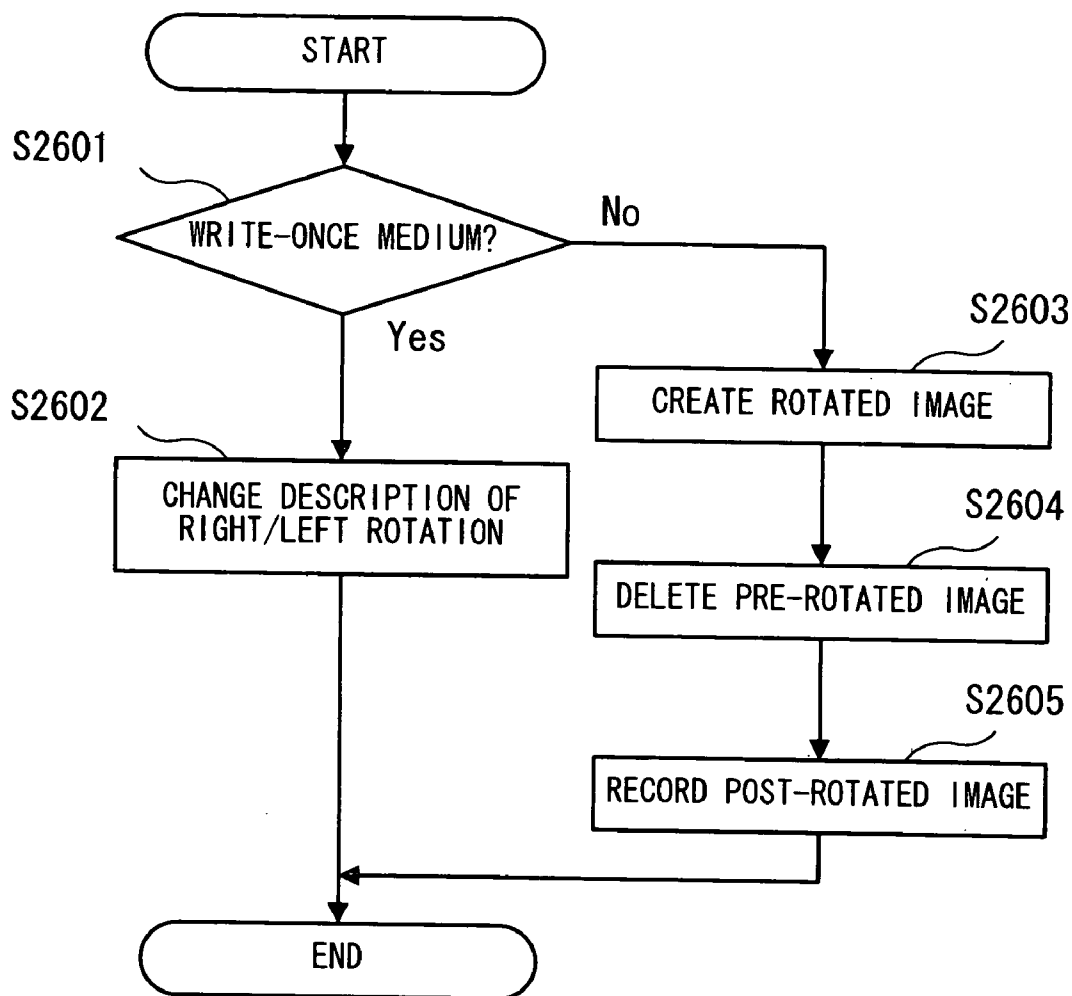 START
S2601
WRITE-ONCE MEDIUM?
No
Yes
S2603
CREATE ROTATED IMAGE
S2602
CHANGE DESCRIPTION OF
RIGHT/LEFT ROTATION
S2604
DELETE PRE-ROTATED IMAGE
S2605
RECORD POST-ROTATED IMAGE
END